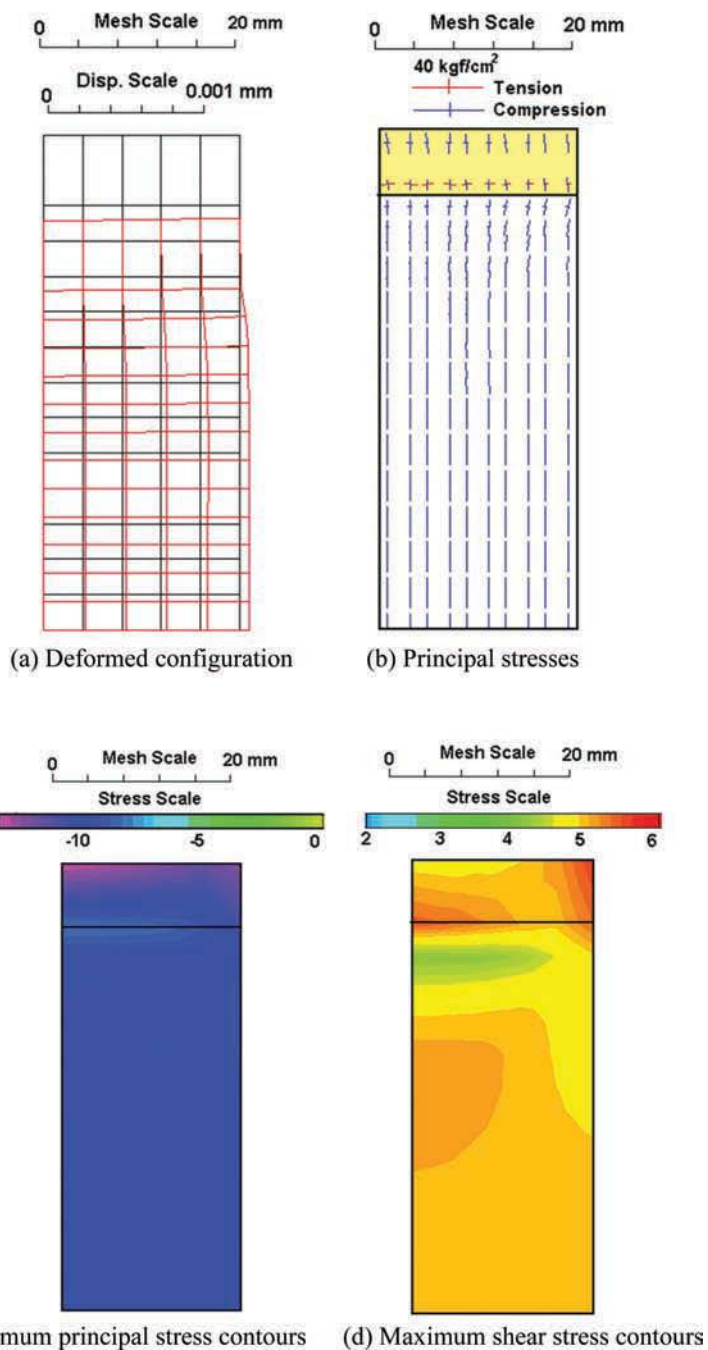 Mesh Scale
0 20 mm
Disp. Scale
0 0.001 mm
(a) Deformed configuration
Mesh Scale
0 20 mm
40 kgf/cm²
Tension
Compression
(b) Principal stresses
Mesh Scale
0 20 mm
Stress Scale
-10 -5 0
mum principal stress contours
Mesh Scale
0 20 mm
Stress Scale
2 3 4 5 6
(d) Maximum shear stress contours